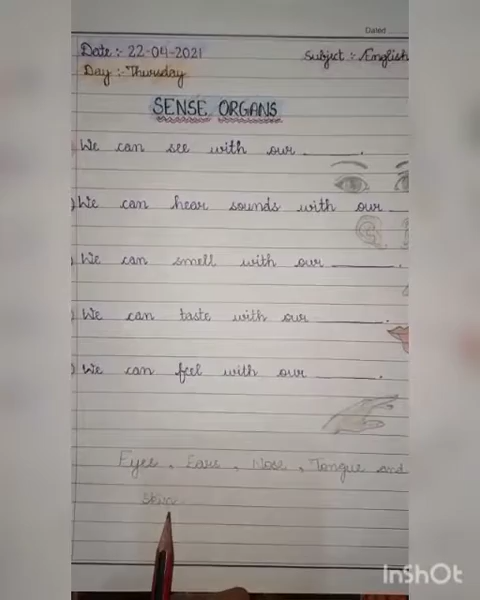 Dated
Date :- 22-04-2021 Subject :- English
Day :- Thursday
SENSE ORGANS
We can see with our ______.
We can hear sounds with our
We can smell with our ______.
We can taste with our ______.
We can feel with our ______.
Eyes, Ears, Nose, Tongue and
Skin
InShOt